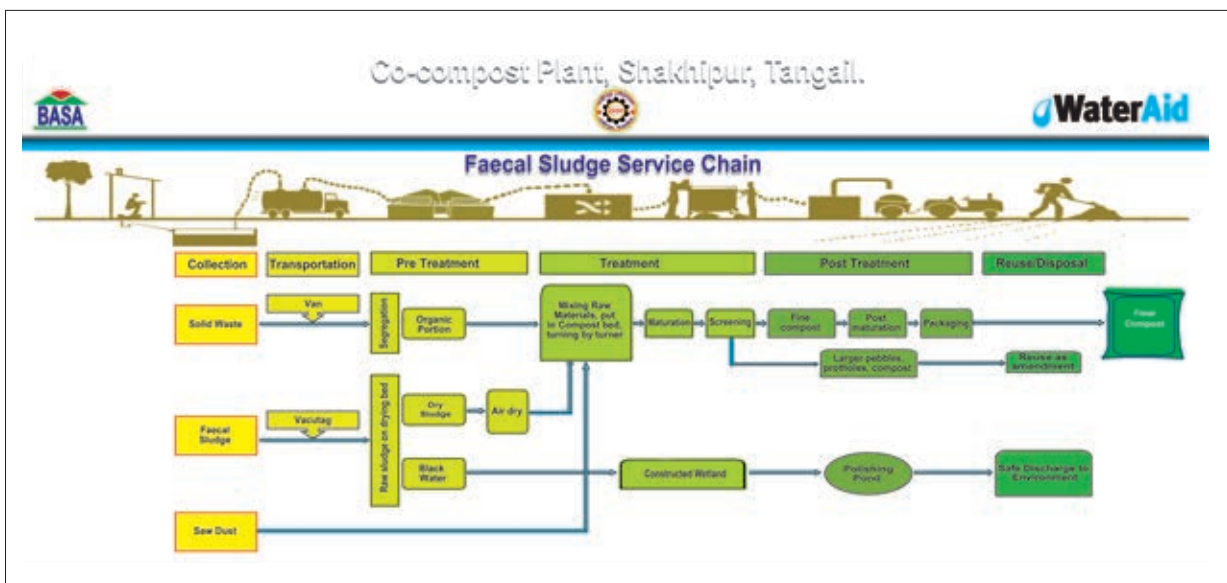 Co-compost Plant, Shakhipur, Tangail.
BASA
WaterAid
Faecal Sludge Service Chain
Collection
Transportation
Pre Treatment
Treatment
Post Treatment
Reuse/Disposal
Solid Waste
Van
Segregation
Organic
Portion
Mixing Raw
Materials, put
in Compost bed,
turning by turner
Maturation
Screening
Fine
compost
Post
maturation
Packaging
Compost
Larger pebbles,
compost
Reuse as
amendment
Faecal
Sludge
Vacutag
Raw sludge on drying bed
Dry
Sludge
Air dry
Black
Water
Constructed Wetland
Polishing
Pond
Safe Discharge to
Environment
Saw Dust